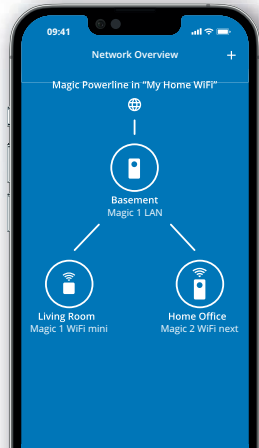 09:41
Network Overview
+
Magic Powerline in “My Home WiFi”
Basement
Magic 1 LAN
Living Room
Magic 1 WiFi mini
Home Office
Magic 2 WiFi next